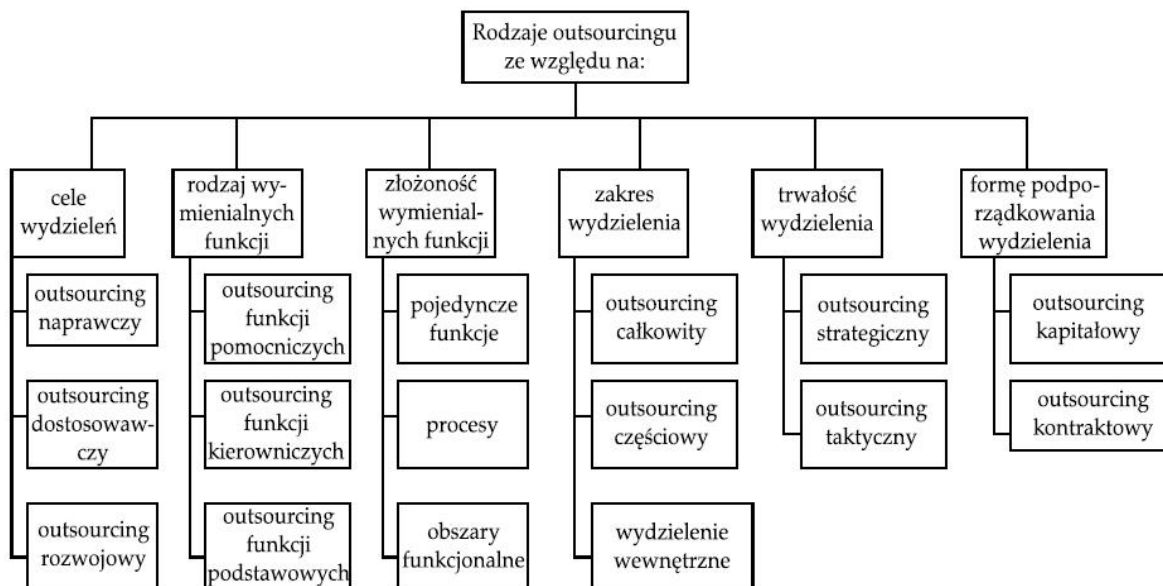 Rodzaje outsourcingu
ze względu na:
cele
wydzieleń
rodzaj wy-
mienialnych
funkcji
złożoność
wymienial-
nych funkcji
zakres
wydzielenia
trwałość
wydzielenia
formę podpo-
rządkowania
wydzielenia
outsourcing
naprawczy
outsourcing
dostosowaw-
czy
outsourcing
rozwojowy
outsourcing
funkcji
pomocniczych
outsourcing
funkcji
kierowniczych
outsourcing
funkcji
podstawowych
pojedyncze
funkcje
procesy
obszary
funkcjonalne
outsourcing
całkowity
outsourcing
częściowy
wydzielenie
wewnętrzne
outsourcing
strategiczny
outsourcing
taktyczny
outsourcing
kapitałowy
outsourcing
kontraktowy